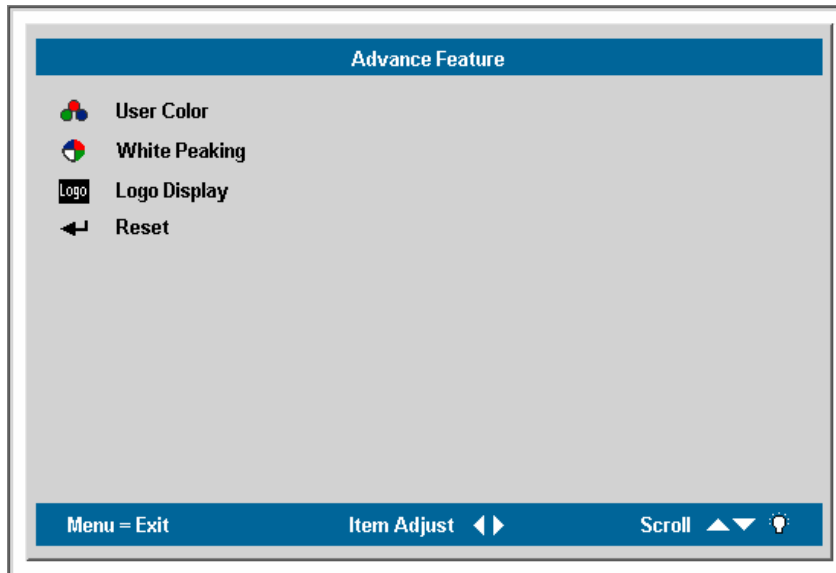 Advance Feature
User Color
White Peaking
Logo Logo Display
Reset
Menu = Exit Item Adjust Scroll